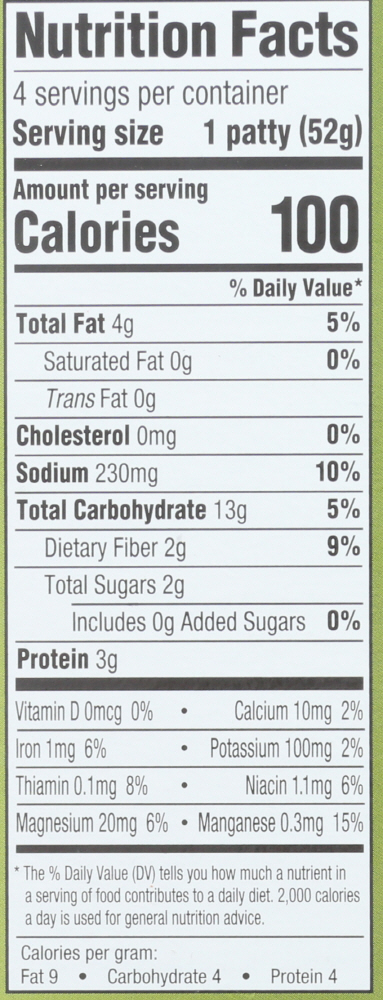 Nutrition Facts
4 servings per container
Serving size 1 patty (52g)
Amount per serving
Calories 100
% Daily Value*
Total Fat 4g 5%
Saturated Fat 0g 0%
Trans Fat 0g
Cholesterol 0mg 0%
Sodium 230mg 10%
Total Carbohydrate 13g 5%
Dietary Fiber 2g 9%
Total Sugars 2g
Includes 0g Added Sugars 0%
Protein 3g
Vitamin D 0mcg 0% • Calcium 10mg 2%
Iron 1mg 6% • Potassium 100mg 2%
Thiamin 0.1mg 8% • Niacin 1.1mg 6%
Magnesium 20mg 6% • Manganese 0.3mg 15%
* The % Daily Value (DV) tells you how much a nutrient in
a serving of food contributes to a daily diet. 2,000 calories
a day is used for general nutrition advice.
Calories per gram:
Fat 9 • Carbohydrate 4 • Protein 4